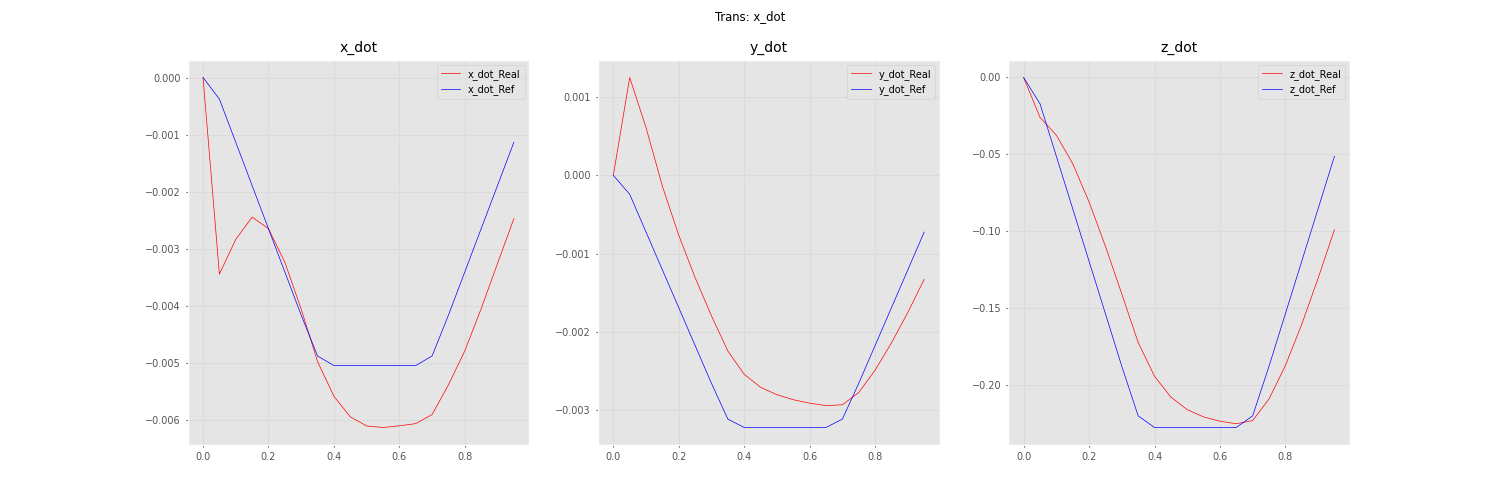 Trans: x_dot
x_dot
y_dot
z_dot
x_dot_Real
x_dot_Ref
0.000
−0.001
−0.002
−0.003
−0.004
−0.005
−0.006
0.0 0.2 0.4 0.6 0.8
y_dot_Real
y_dot_Ref
0.001
0.000
−0.001
−0.002
−0.003
0.0 0.2 0.4 0.6 0.8
z_dot_Real
z_dot_Ref
0.00
−0.05
−0.10
−0.15
−0.20
0.0 0.2 0.4 0.6 0.8